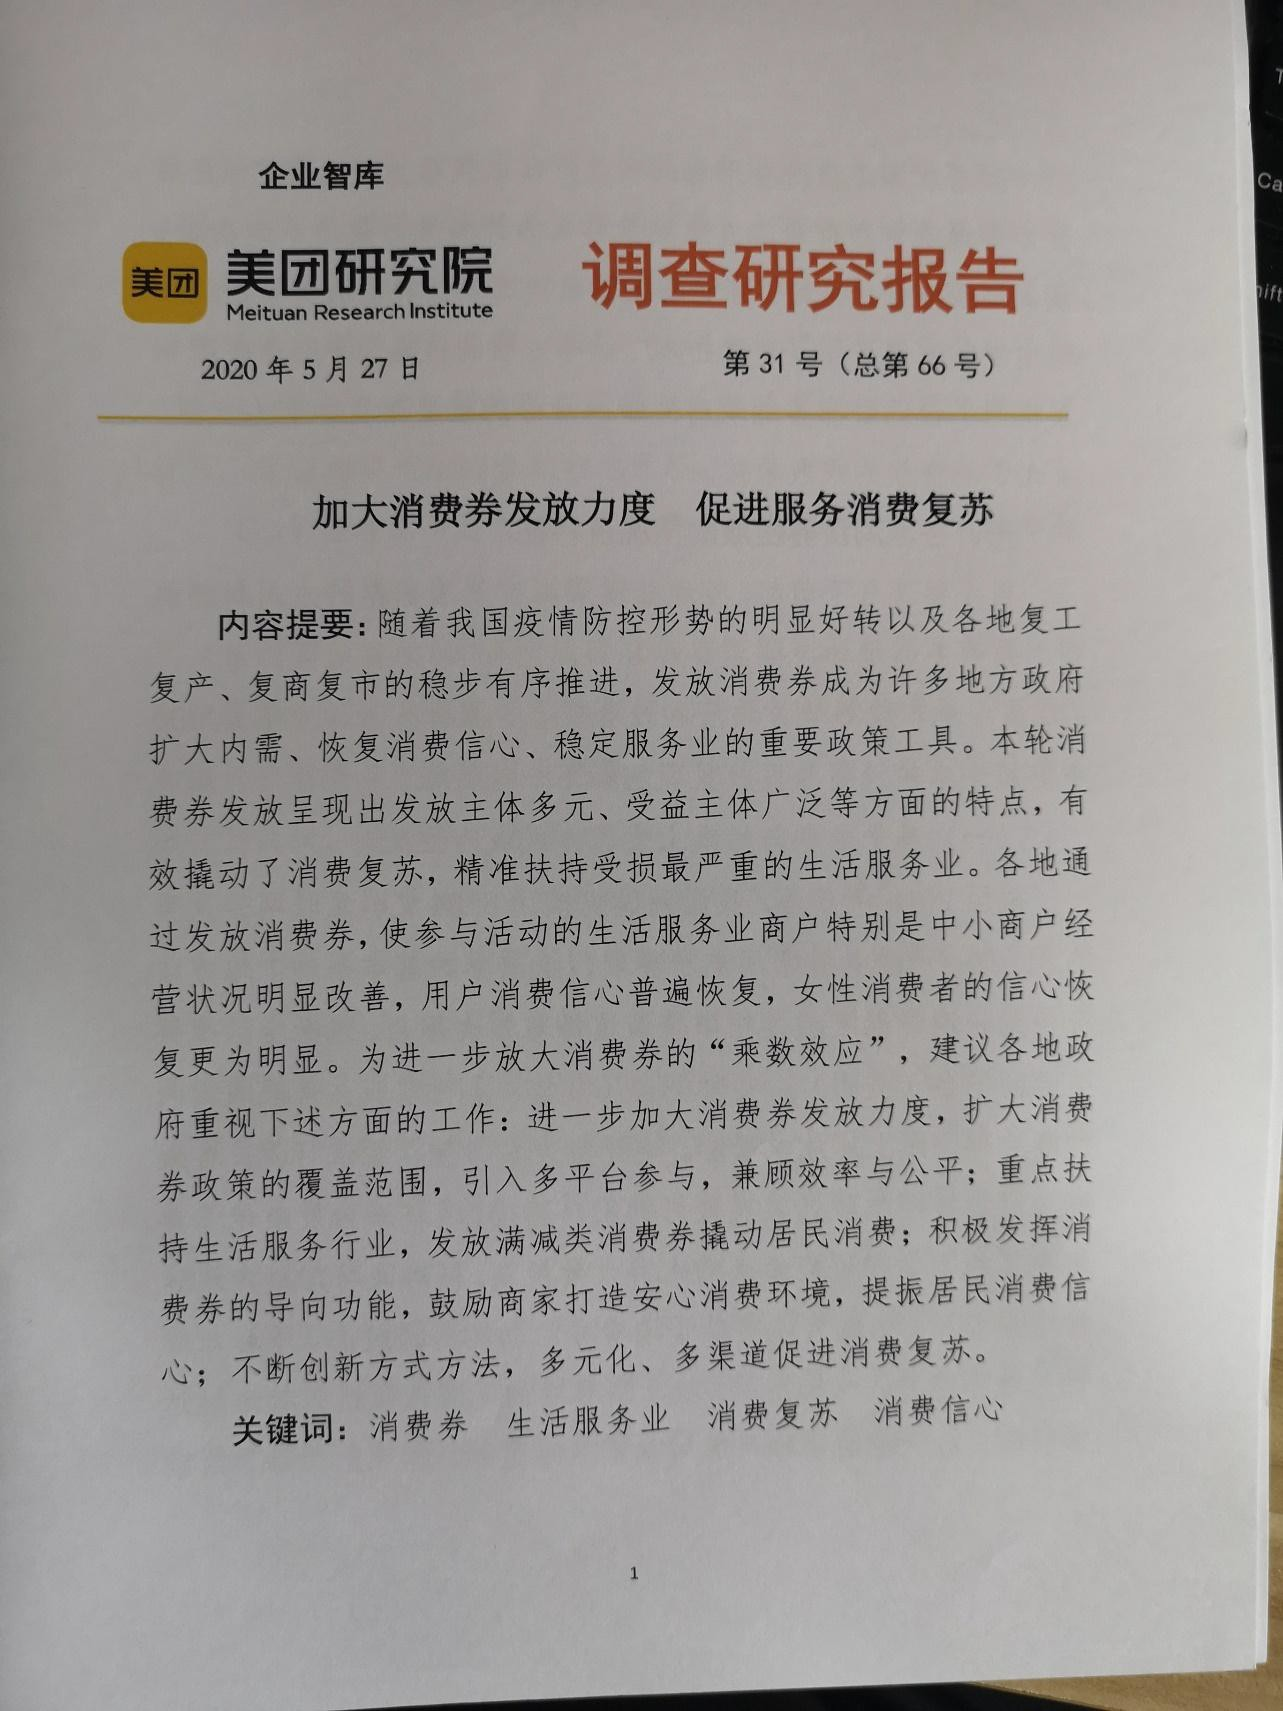 企业智库
美团 美团研究院 调查研究报告
Meituan Research Institute
2020 年 5 月 27 日 第 31 号（总第 66 号）
加大消费券发放力度 促进服务消费复苏
内容提要：随着我国疫情防控形势的明显好转以及各地复工
复产、复商复市的稳步有序推进，发放消费券成为许多地方政府
扩大内需、恢复消费信心、稳定服务业的重要政策工具。本轮消
费券发放呈现出发放主体多元、受益主体广泛等方面的特点，有
效撬动了消费复苏，精准扶持受损最严重的生活服务业。各地通
过发放消费券，使参与活动的生活服务业商户特别是中小商户经
营状况明显改善，用户消费信心普遍恢复，女性消费者的信心恢
复更为明显。为进一步放大消费券的“乘数效应”，建议各地政
府重视下述方面的工作：进一步加大消费券发放力度，扩大消费
券政策的覆盖范围，引入多平台参与，兼顾效率与公平；重点扶
持生活服务行业，发放满减类消费券撬动居民消费；积极发挥消
费券的导向功能，鼓励商家打造安心消费环境，提振居民消费信
心；不断创新方式方法，多元化、多渠道促进消费复苏。
关键词：消费券 生活服务业 消费复苏 消费信心
1
Ca